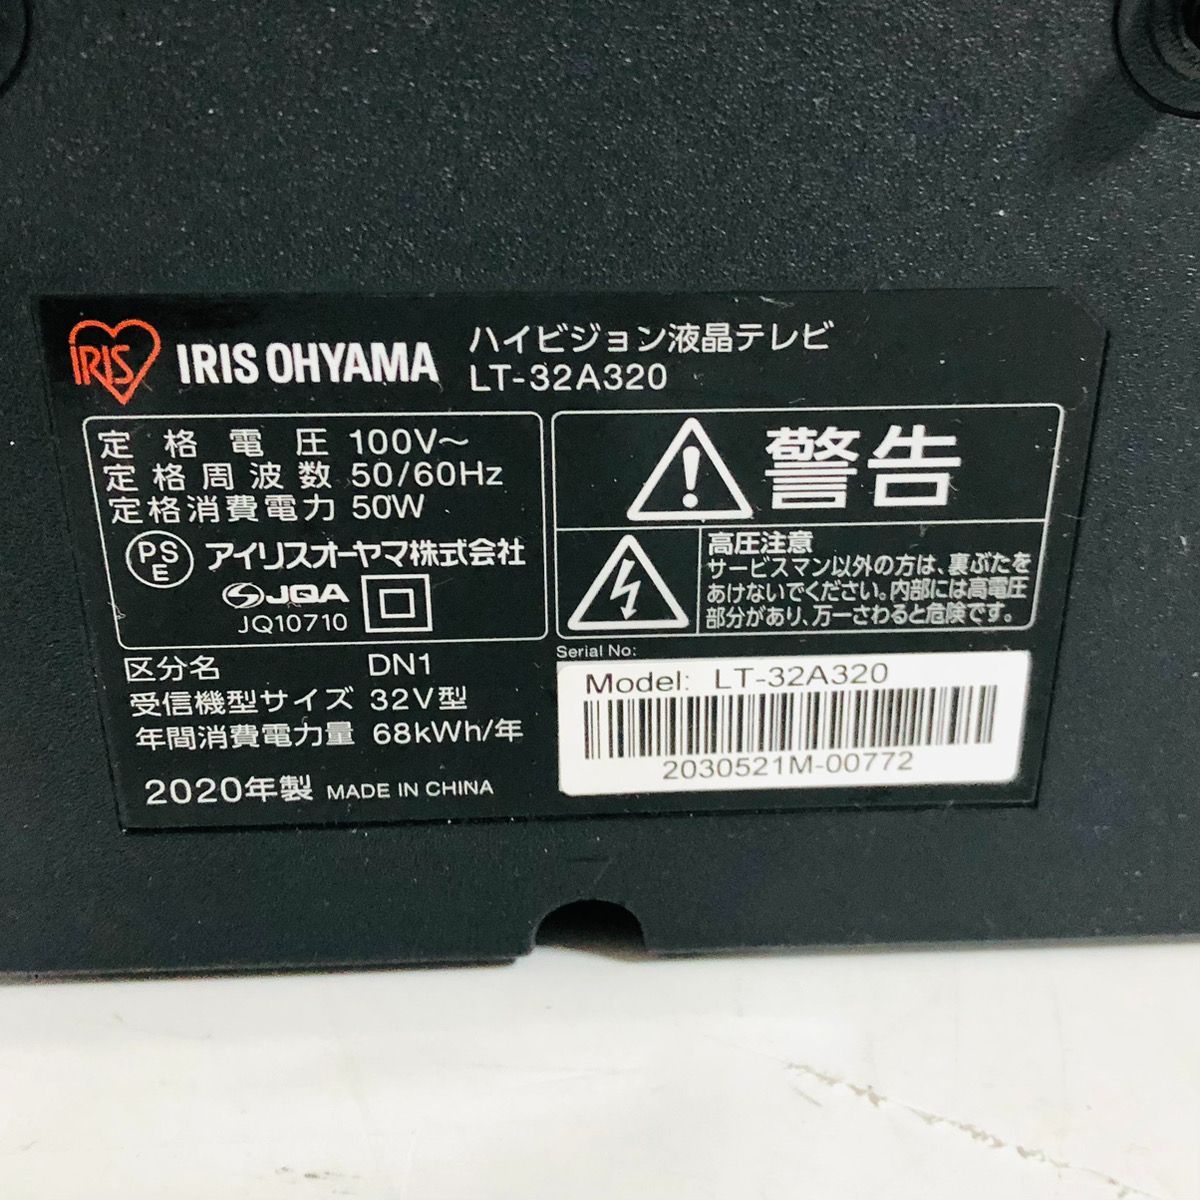 IRIS
IRIS OHYAMA
ハイビジョン液晶テレビ
LT-32A320
定格電圧 100V～
定格周波数 50/60Hz
定格消費電力 50W
PS
E
アイリスオーヤマ株式会社
JQA
JQ10710
区分名 DN1
受信機型サイズ 32V型
年間消費電力量 68kWh/年
2020年製 MADE IN CHINA
警告
高圧注意
サービスマン以外の方は、裏ぶたを
あけないでください。内部には高電圧
部分があり、万一さわると危険です。
Serial No:
Model: LT-32A320
2030521M-00772